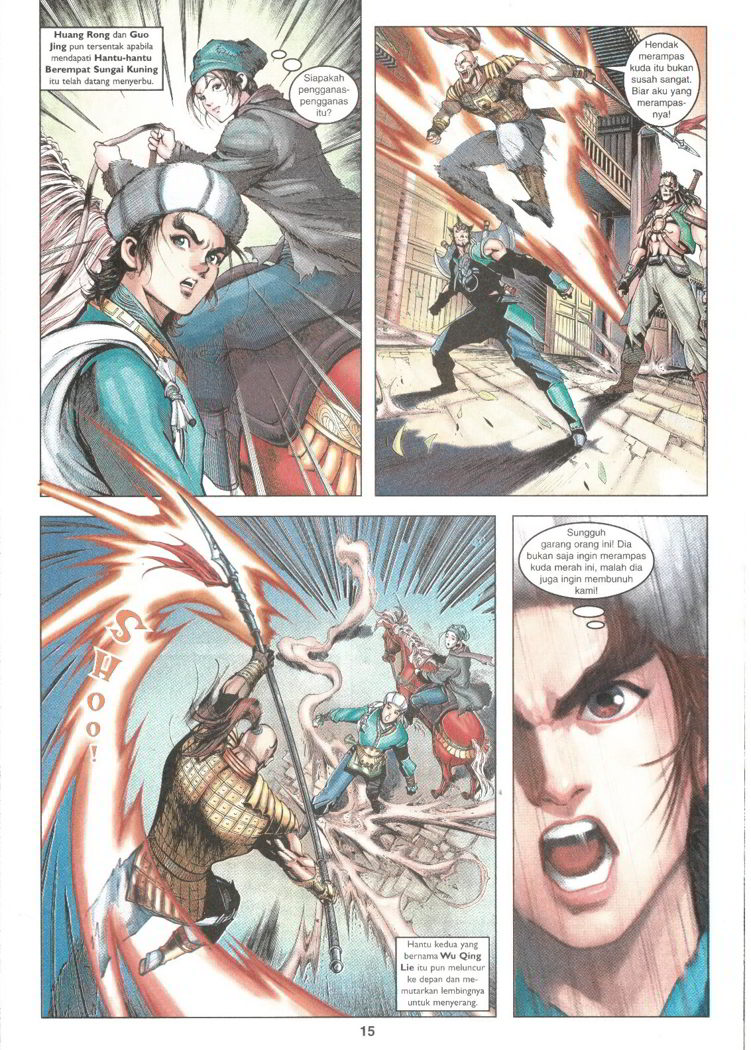 Huang Rong dan Guo
Jing pun tersentak apabila
mendapati Hantu-hantu
Berempat Sungai Kuning
itu telah datang menyerbu.
Siapakah
pengganas-
pengganas
itu?
Hendak
merampas
kuda itu bukan
susah sangat.
Biar aku yang
merampas-
nya!
SHOO!
Hantu kedua yang
bernama Wu Qing
Lie itu pun meluncur
ke depan dan me-
mutarkan lembingnya
untuk menyerang.
Sungguh
garang orang ini! Dia
bukan saja ingin merampas
kuda merah ini, malah dia
juga ingin membunuh
kami!
15